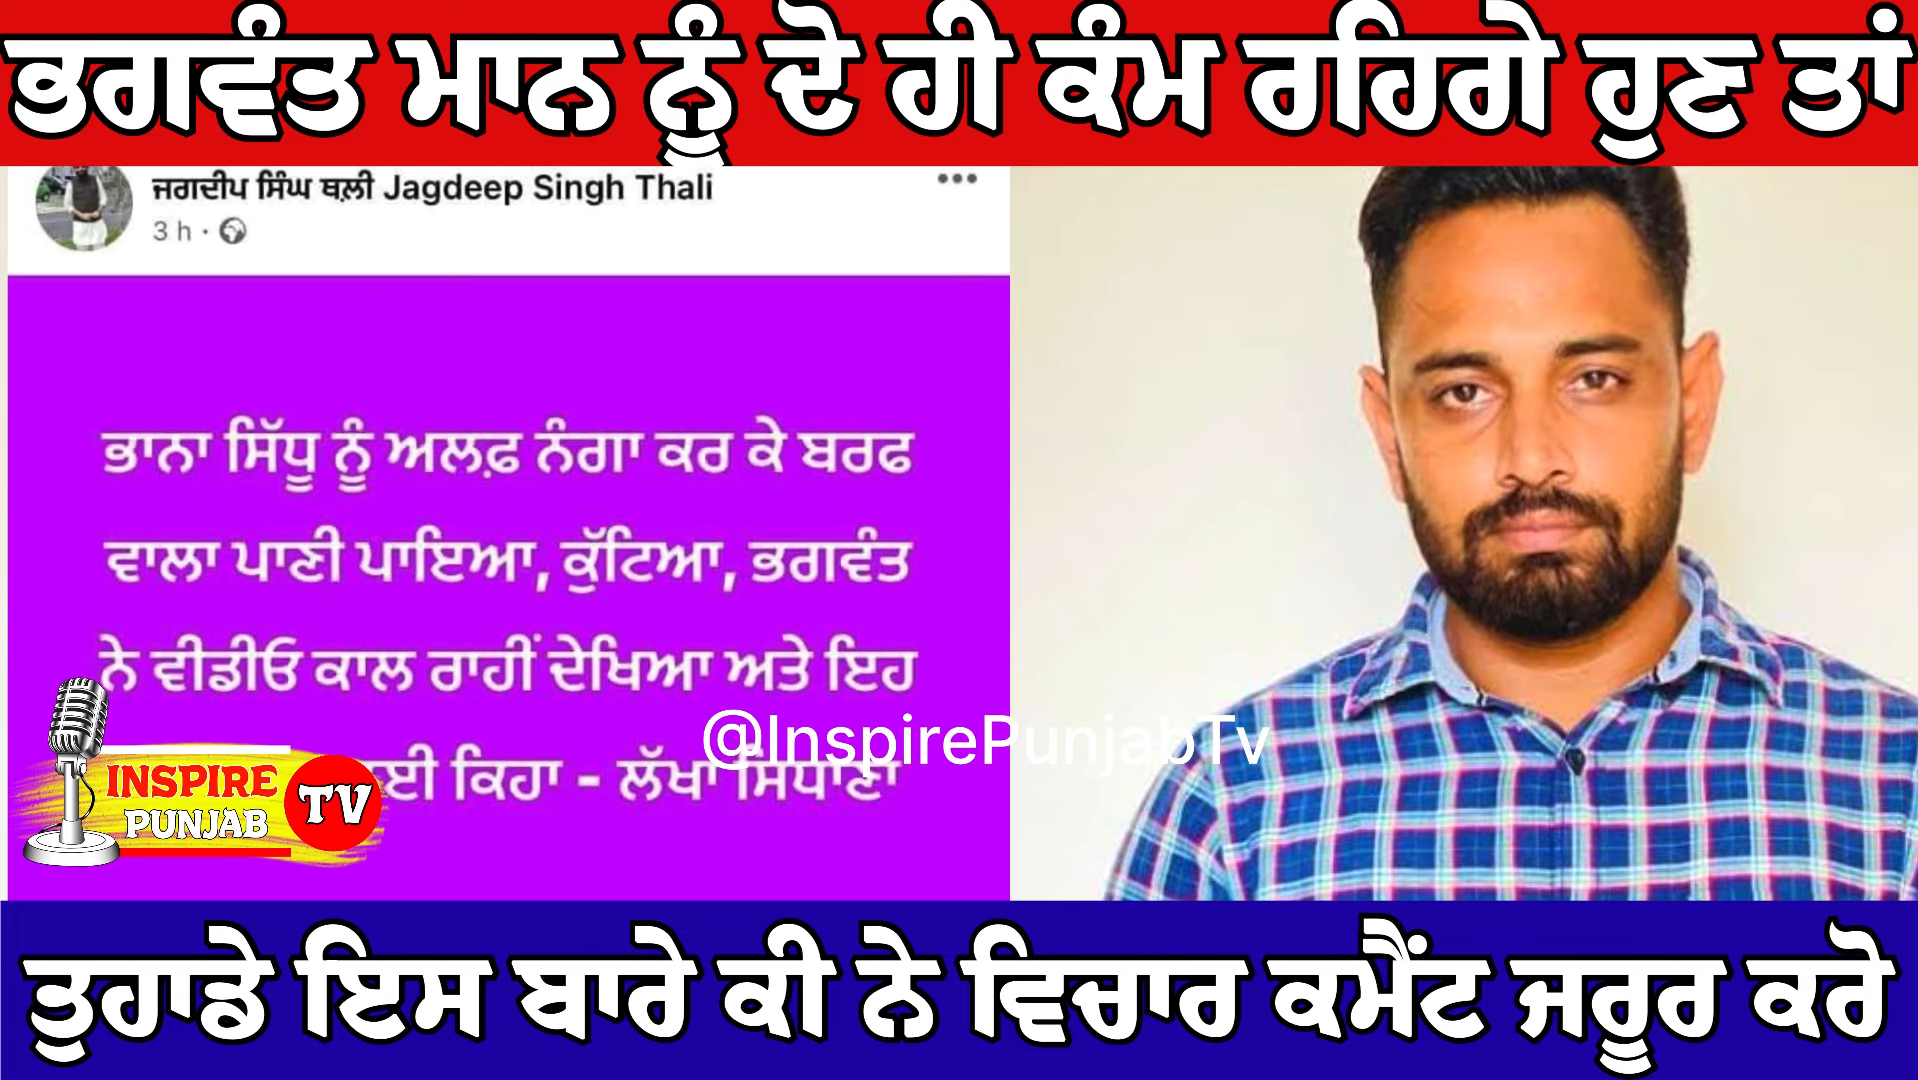 ਭਗਵੰਤ ਮਾਨ ਨੂੰ ਦੋ ਹੀ ਕੰਮ ਰਹਿਗੇ ਹੁਣ ਤਾਂ
ਜਗਦੀਪ ਸਿੰਘ ਥਲ਼ੀ Jagdeep Singh Thali
3 h ·
ਭਾਨਾ ਸਿੱਧੂ ਨੂੰ ਅਲਫ਼ ਨੰਗਾ ਕਰ ਕੇ ਬਰਫ
ਵਾਲਾ ਪਾਣੀ ਪਾਇਆ, ਕੁੱਟਿਆ, ਭਗਵੰਤ
ਨੇ ਵੀਡੀਓ ਕਾਲ ਰਾਹੀਂ ਦੇਖਿਆ ਅਤੇ ਇਹ
@InspirePunjabTv
ਕਿਹਾ - ਲੱਖਾ ਸਿਧਾਣਾ
INSPIRE
PUNJAB
TV
ਤੁਹਾਡੇ ਇਸ ਬਾਰੇ ਕੀ ਨੇ ਵਿਚਾਰ ਕਮੈਂਟ ਜਰੂਰ ਕਰੋ